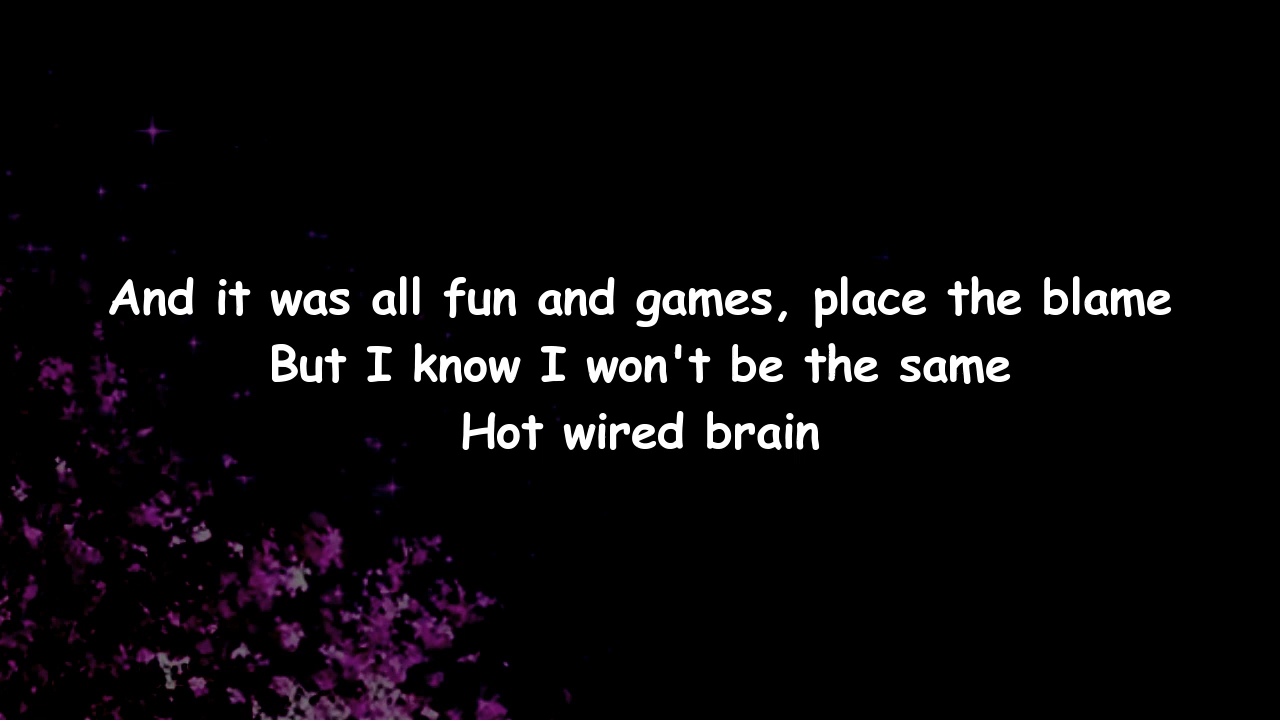 And it was all fun and games, place the blame
But I know I won't be the same
Hot wired brain